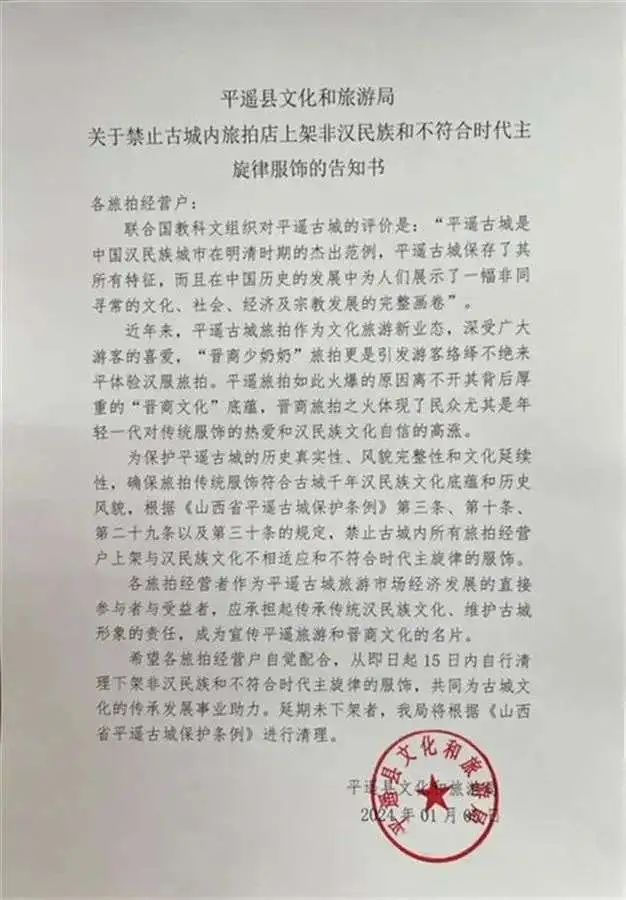 平遥县文化和旅游局
关于禁止古城内旅拍店上架非汉民族和不符合时代主
旋律服饰的告知书
各旅拍经营户：
联合国教科文组织对平遥古城的评价是：“平遥古城是
中国汉民族城市在明清时期的杰出范例，平遥古城保存了其
所有特征，而且在中国历史的发展中为人们展示了一幅非同
寻常的文化、社会、经济及宗教发展的完整画卷”。
近年来，平遥古城旅拍作为文化旅游新业态，深受广大
游客的喜爱，“晋商少奶奶”旅拍更是引发游客络绎不绝来
平体验汉服旅拍。平遥旅拍如此火爆的原因离不开其背后厚
重的“晋商文化”底蕴，晋商旅拍之火体现了民众尤其是年
轻一代对传统服饰的热爱和汉民族文化自信的高涨。
为保护平遥古城的历史真实性、风貌完整性和文化延续
性，确保旅拍传统服饰符合古城千年汉民族文化底蕴和历史
风貌，根据《山西省平遥古城保护条例》第三条、第十条、
第二十九条以及第三十条的规定，禁止古城内所有旅拍经营
户上架与汉民族文化不相适应和不符合时代主旋律的服饰。
各旅拍经营者作为平遥古城旅游市场经济发展的直接
参与者与受益者，应承担起传承传统汉民族文化、维护古城
形象的责任，成为宣传平遥旅游和晋商文化的名片。
希望各旅拍经营户自觉配合，从即日起 15 日内自行清
理下架非汉民族和不符合时代主旋律的服饰，共同为古城文
化的传承发展事业助力。延期未下架者，我局将根据《山西
省平遥古城保护条例》进行清理。
平遥县文化和旅游局
2024 年 01 月 日
平遥县文化和旅游局